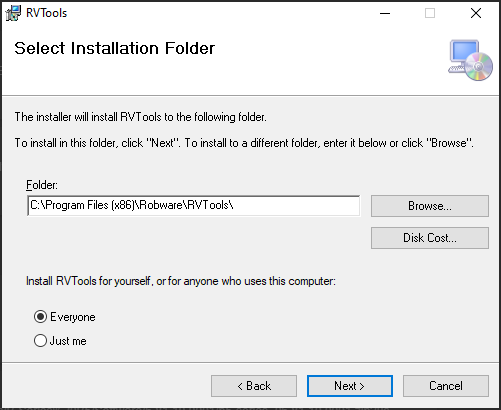 RVTools
Select Installation Folder
The installer will install RVTools to the following folder.
To install in this folder, click "Next". To install to a different folder, enter it below or click "Browse".
Folder:
C:\Program Files (x86)\Robware\RVTools\
Browse...
Disk Cost...
Install RVTools for yourself, or for anyone who uses this computer:
Everyone
Just me
< Back
Next >
Cancel